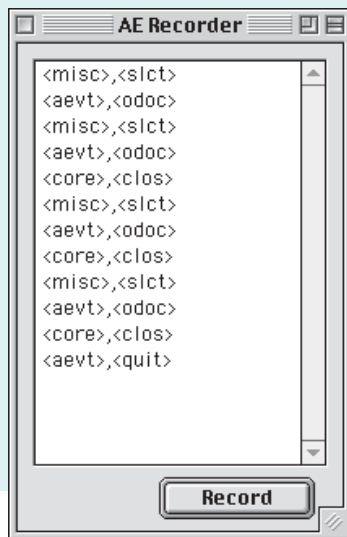 AE Recorder
<misc>,<slct>
<aevt>,<odoc>
<misc>,<slct>
<aevt>,<odoc>
<core>,<clos>
<misc>,<slct>
<aevt>,<odoc>
<core>,<clos>
<misc>,<slct>
<aevt>,<odoc>
<core>,<clos>
<aevt>,<quit>
Record